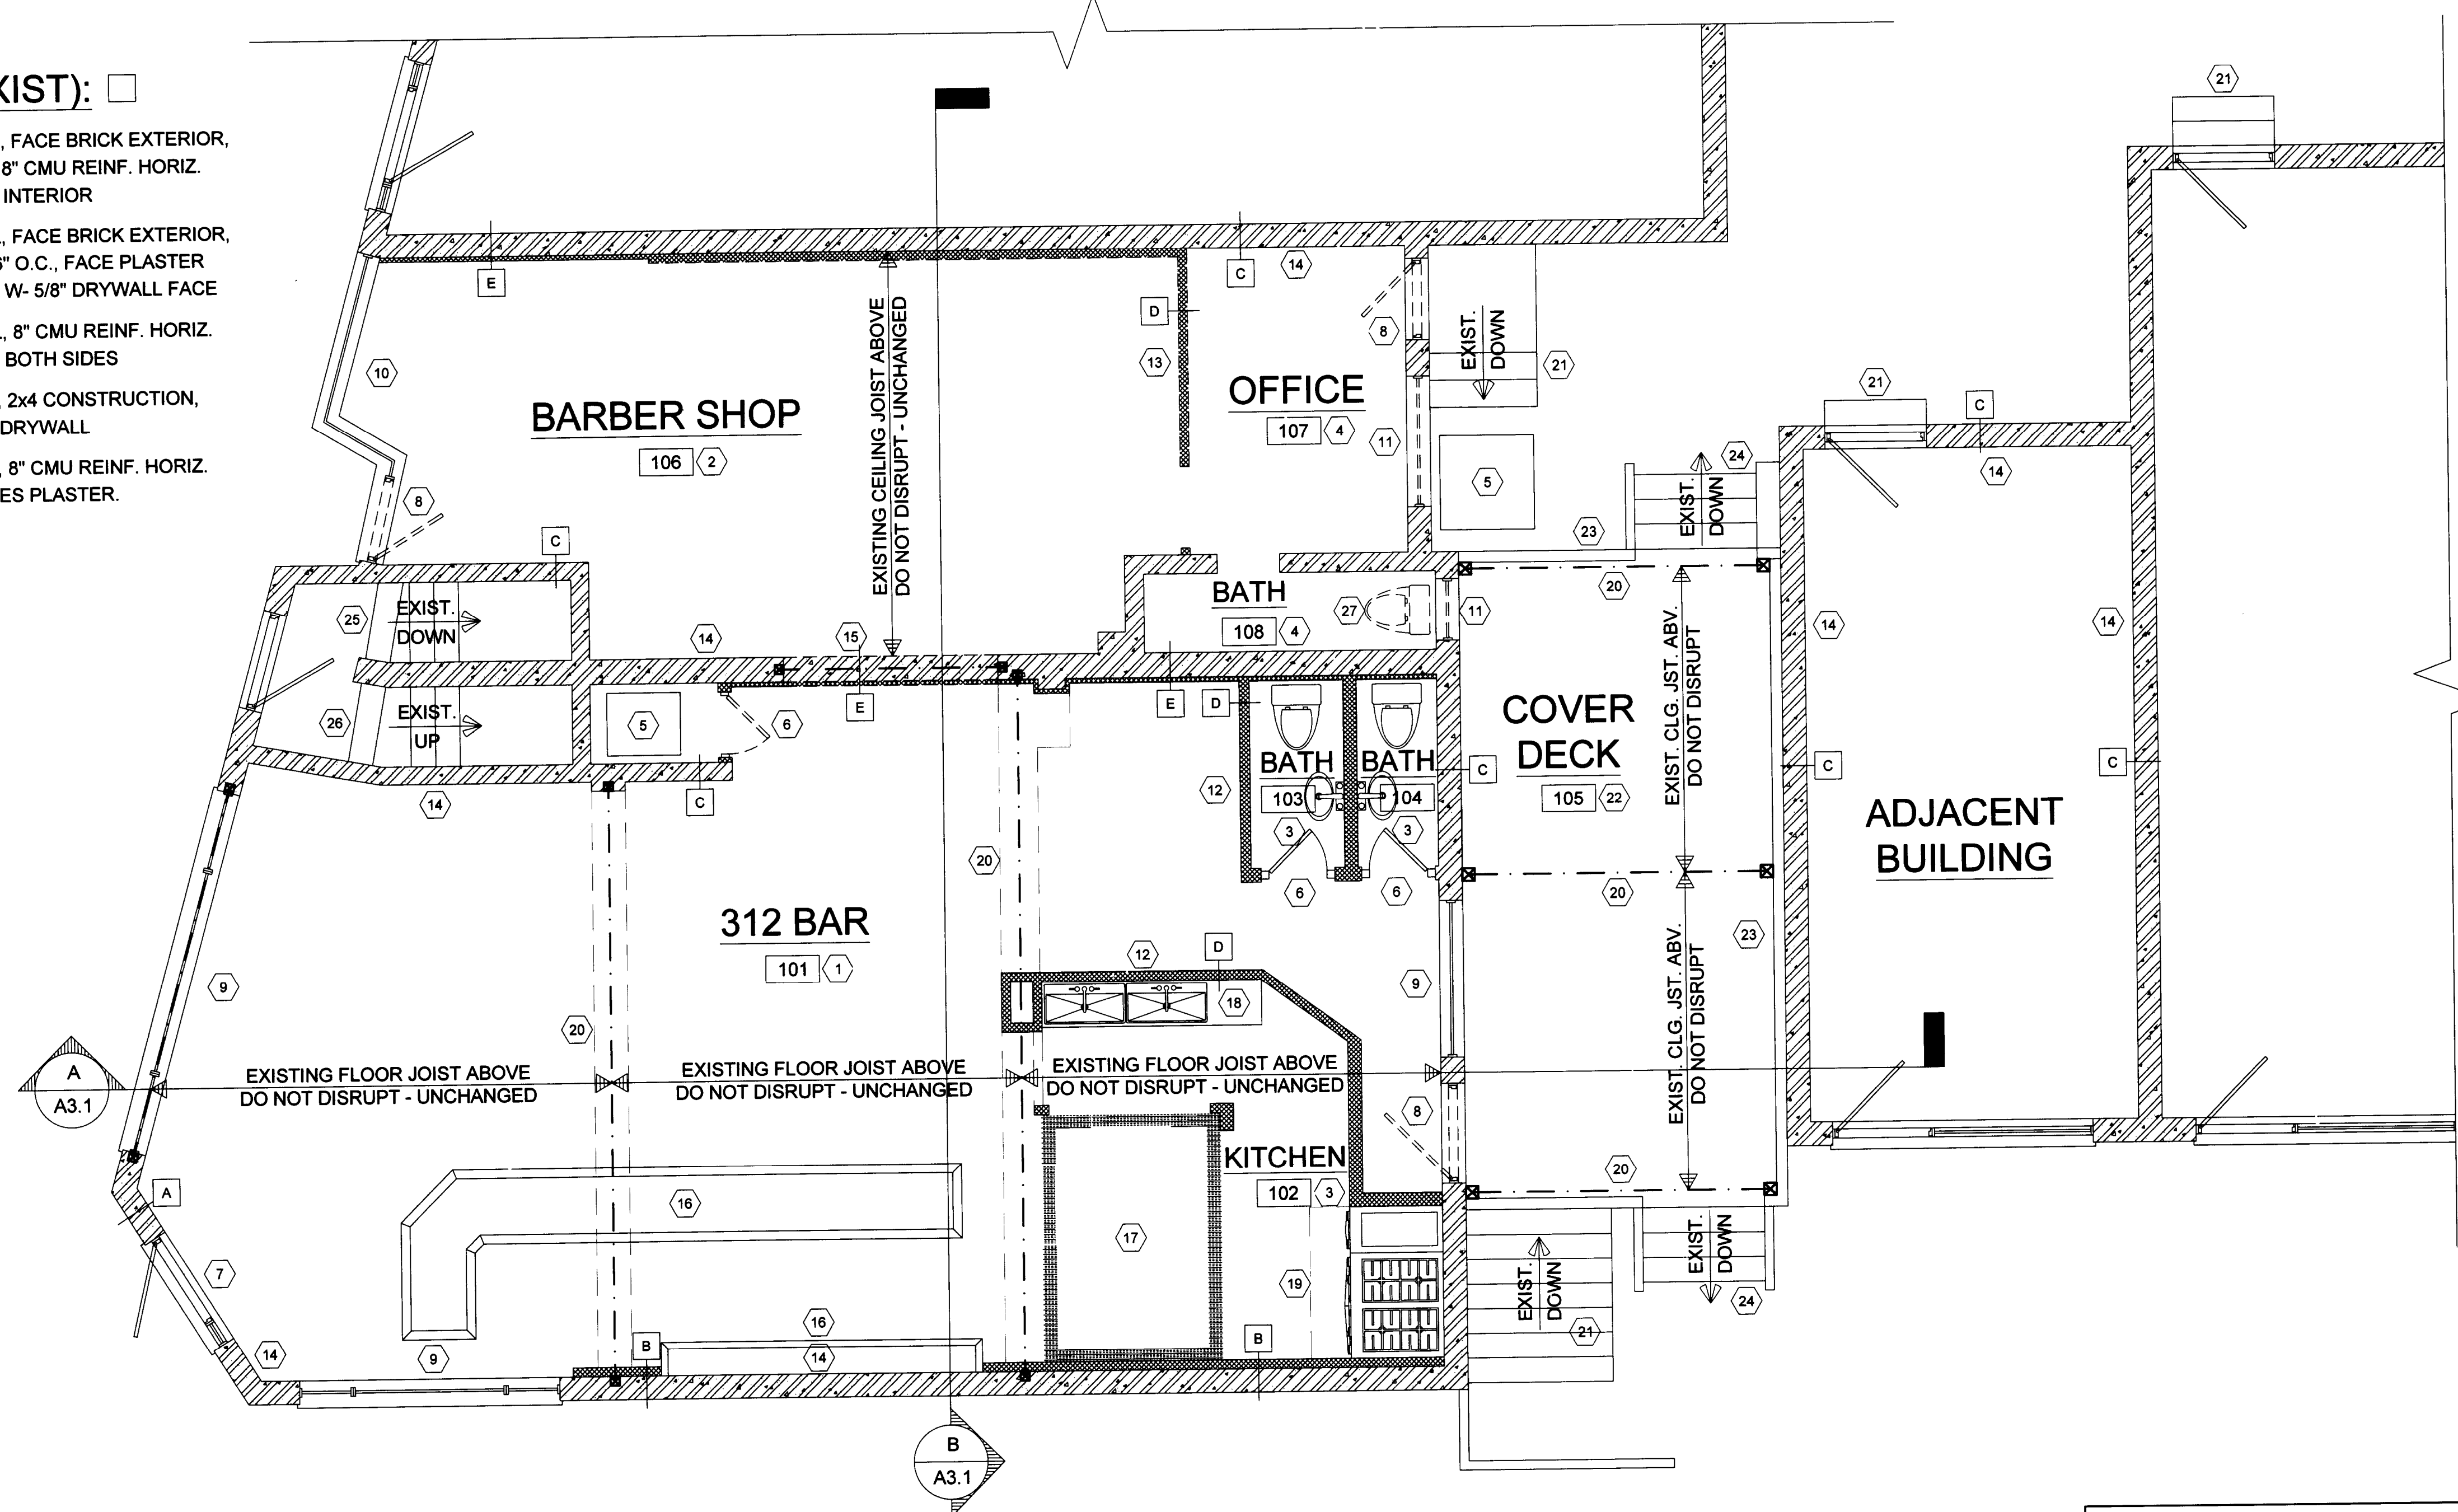 XIST):
, FACE BRICK EXTERIOR,
8" CMU REINF. HORIZ.
INTERIOR
., FACE BRICK EXTERIOR,
6" O.C., FACE PLASTER
W- 5/8" DRYWALL FACE
., 8" CMU REINF. HORIZ.
BOTH SIDES
, 2x4 CONSTRUCTION,
DRYWALL
, 8" CMU REINF. HORIZ.
ES PLASTER.
21
E
C
14
D
13
8
EXISTING CEILING JOIST ABOVE
DO NOT DISRUPT - UNCHANGED
10
BARBER SHOP
106 2
OFFICE
107 4
11
EXIST.
DOWN
21
5
21
C
14
24
EXIST.
DOWN
23
8
C
25
EXIST.
DOWN
14
15
BATH
108 4
27
11
20
14
14
26
EXIST.
UP
5
6
E
E
D
C
14
BATH
103
3
6
BATH
104
3
6
C
12
COVER
DECK
105 22
EXIST. CLG. JST. ABV.
DO NOT DISRUPT
C
C
ADJACENT
BUILDING
20
20
312 BAR
101 1
12
D
18
9
9
23
EXIST. CLG. JST. ABV.
DO NOT DISRUPT
20
A
A3.1
EXISTING FLOOR JOIST ABOVE
DO NOT DISRUPT - UNCHANGED
EXISTING FLOOR JOIST ABOVE
DO NOT DISRUPT - UNCHANGED
EXISTING FLOOR JOIST ABOVE
DO NOT DISRUPT - UNCHANGED
8
KITCHEN
102 3
20
A
16
17
7
19
EXIST.
DOWN
21
EXIST.
DOWN
24
16
14
14
9
B
B
B
A3.1